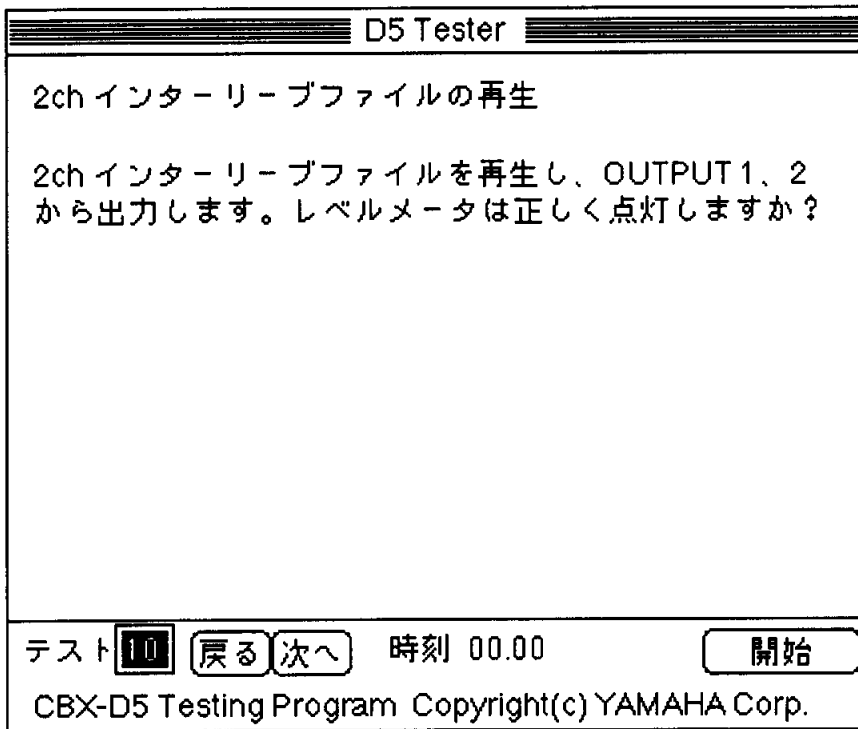 D5 Tester
2ch インターリーブファイルの再生
2ch インターリーブファイルを再生し、OUTPUT 1、2
から出力します。レベルメータは正しく点灯しますか？
テスト 10 戻る 次へ 時刻 00.00 開始
CBX-D5 Testing Program Copyright(c) YAMAHA Corp.